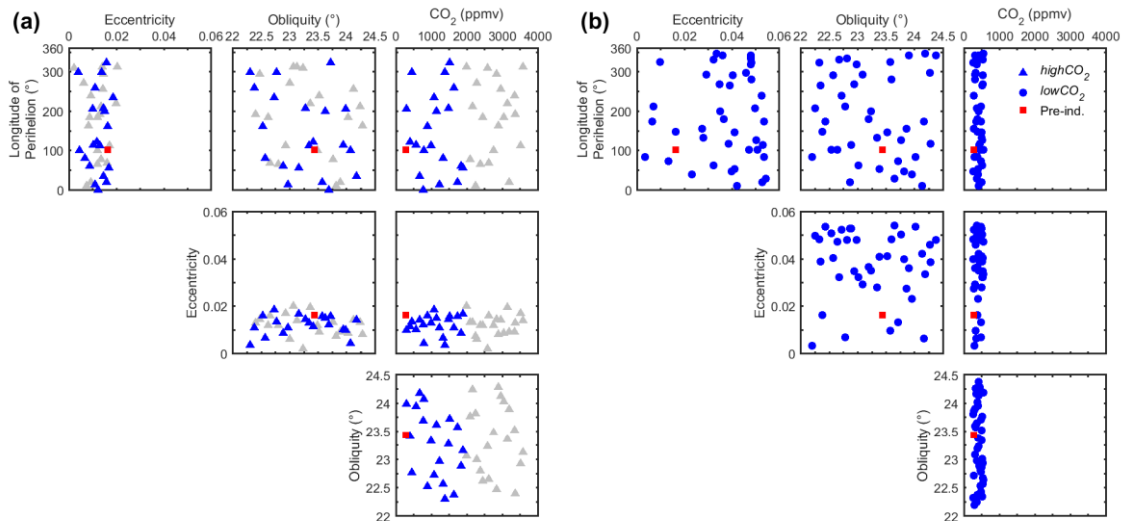 (a)
Eccentricity
Obliquity (°)
CO2 (ppmv)
0 0.02 0.04 0.06
22 22.5 23 23.5 24 24.5
0 1000 2000 3000 4000
Longitude of
Perihelion (°)
360
300
200
100
0
Eccentricity
0.06
0.04
0.02
0
Obliquity (°)
24.5
24
23.5
23
22.5
22
(b)
Eccentricity
Obliquity (°)
CO2 (ppmv)
0 0.02 0.04 0.06
22 22.5 23 23.5 24 24.5
0 1000 2000 3000 4000
Longitude of
Perihelion (°)
360
300
200
100
0
highCO2
lowCO2
Pre-ind.
Eccentricity
0.06
0.04
0.02
0
Obliquity (°)
24.5
24
23.5
23
22.5
22